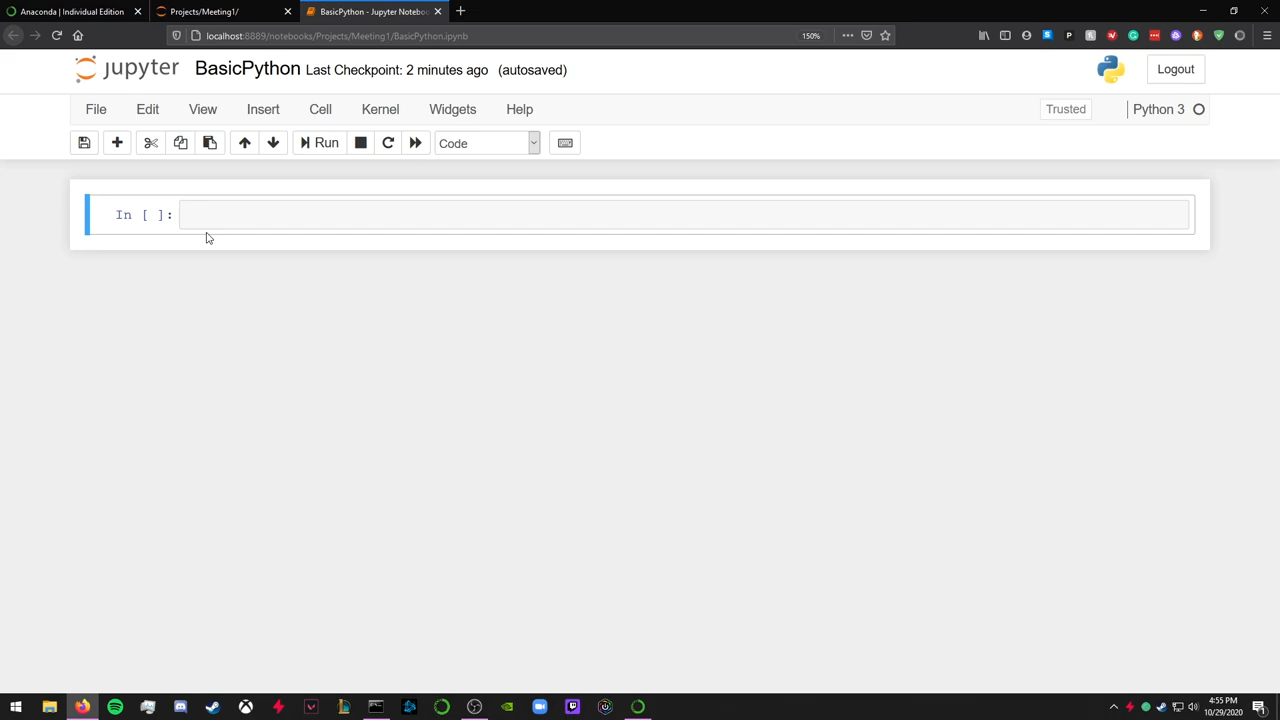 Anaconda | Individual Edition
Projects/Meeting1/
BasicPython - Jupyter Noteboo
localhost:8889/notebooks/Projects/Meeting1/BasicPython.ipynb
150%
jupyter BasicPython Last Checkpoint: 2 minutes ago (autosaved)
Logout
File Edit View Insert Cell Kernel Widgets Help
Trusted
Python 3
Run
Code
In [ ]:
4:55 PM
10/29/2020